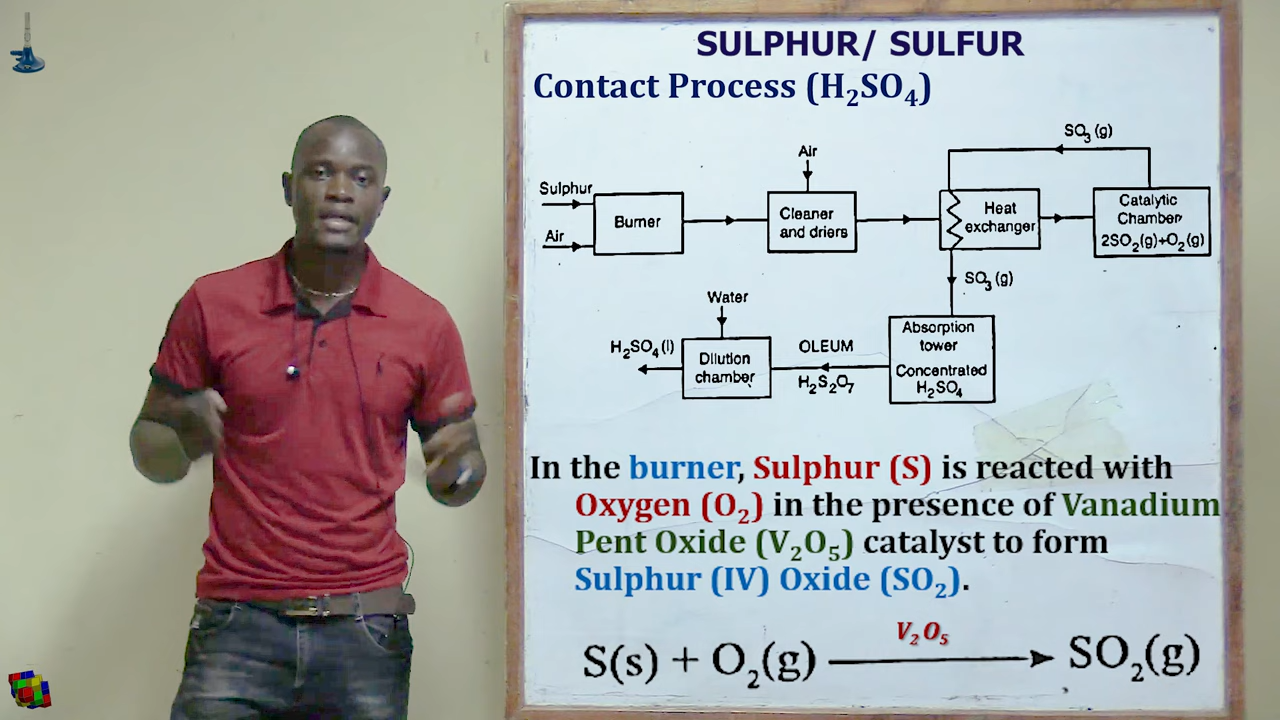 SULPHUR/ SULFUR
Contact Process (H₂SO₄)
SO₃(g)
Air
Sulphur
Air
Burner
Cleaner
and driers
Heat
exchanger
Catalytic
Chamber
2SO₂(g)+O₂(g)
SO₃(g)
Water
H₂SO₄(l)
Dilution
chamber
OLEUM
H₂S₂O₇
Absorption
tower
Concentrated
H₂SO₄
In the burner, Sulphur (S) is reacted with
Oxygen (O₂) in the presence of Vanadium
Pent Oxide (V₂O₅) catalyst to form
Sulphur (IV) Oxide (SO₂).
V₂O₅
S(s) + O₂(g) ⟶ SO₂(g)